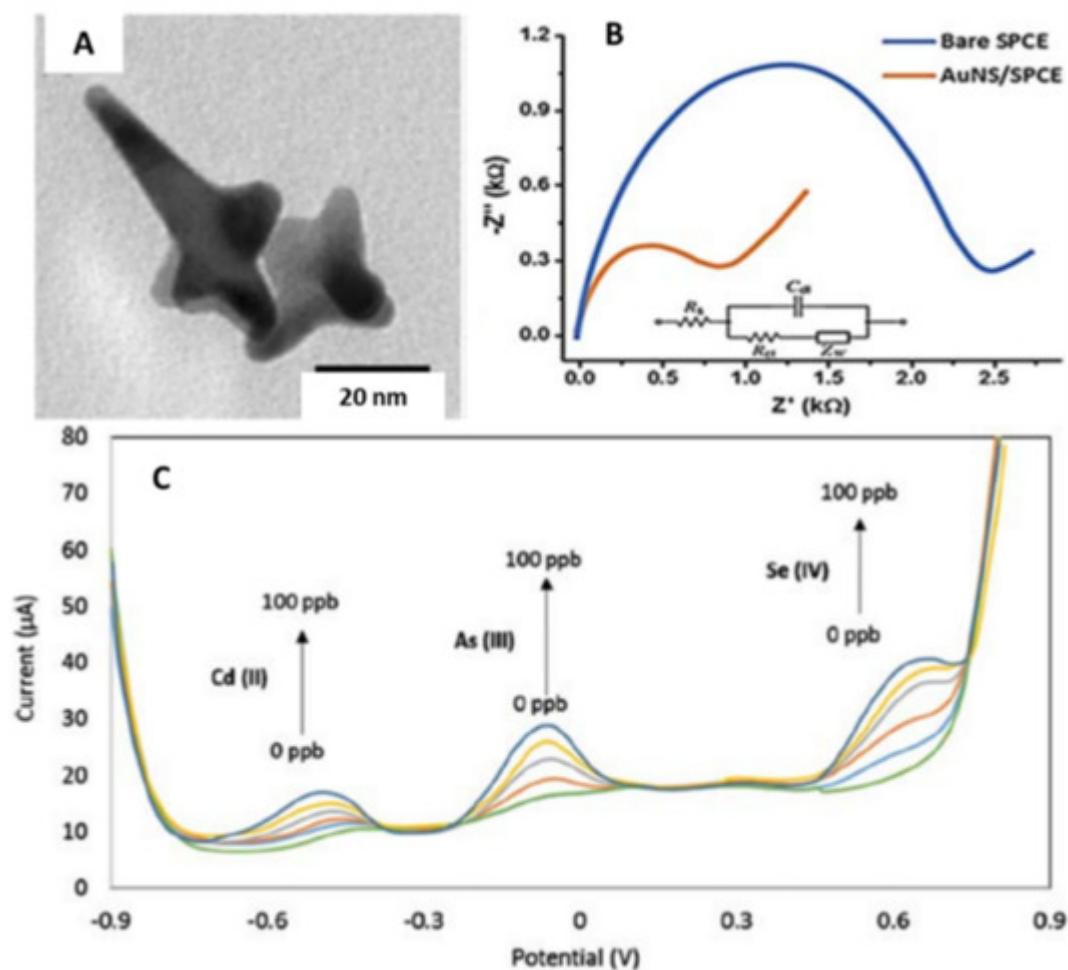 A
20 nm
B
Bare SPCE
AuNS/SPCE
1.2
0.9
0.6
0.3
0.0
-Z'' (kΩ)
Rs
Cdl
Rct
Zw
0.0 0.5 1.0 1.5 2.0 2.5
Z' (kΩ)
C
80
70
60
50
40
30
20
10
0
Current (µA)
100 ppb
Cd (II)
0 ppb
100 ppb
As (III)
0 ppb
100 ppb
Se (IV)
0 ppb
-0.9 -0.6 -0.3 0 0.3 0.6 0.9
Potential (V)